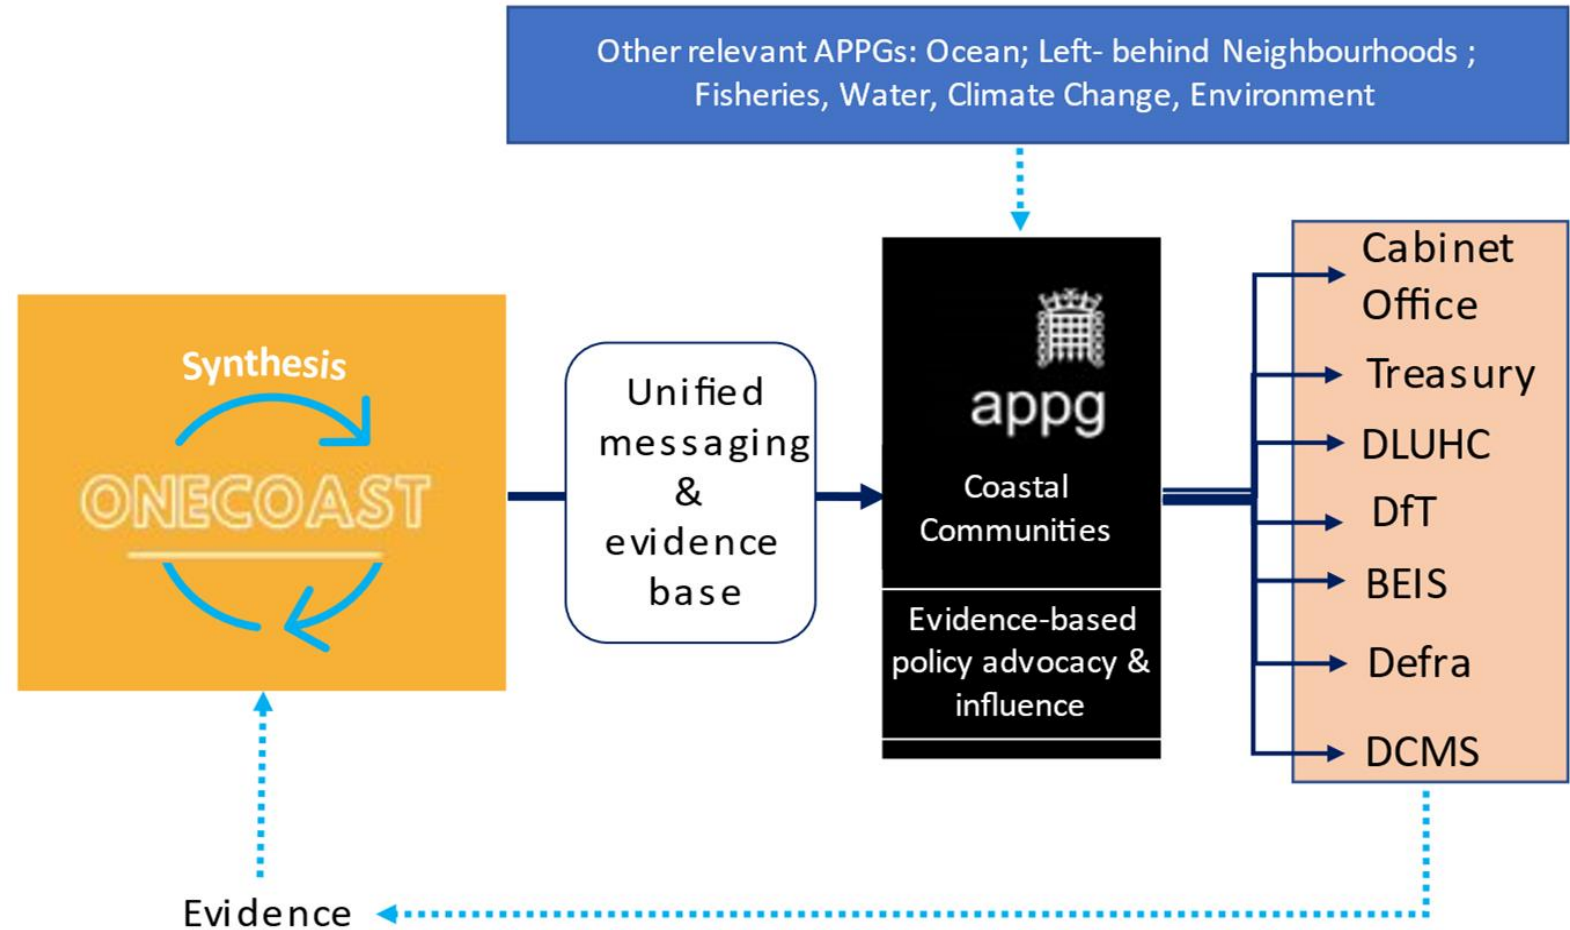 Other relevant APPGs: Ocean; Left- behind Neighbourhoods ;
Fisheries, Water, Climate Change, Environment
Synthesis
ONECOAST
Unified
messaging
&
evidence
base
appg
Coastal
Communities
Evidence-based
policy advocacy &
influence
Cabinet
Office
Treasury
DLUHC
DfT
BEIS
Defra
DCMS
Evidence